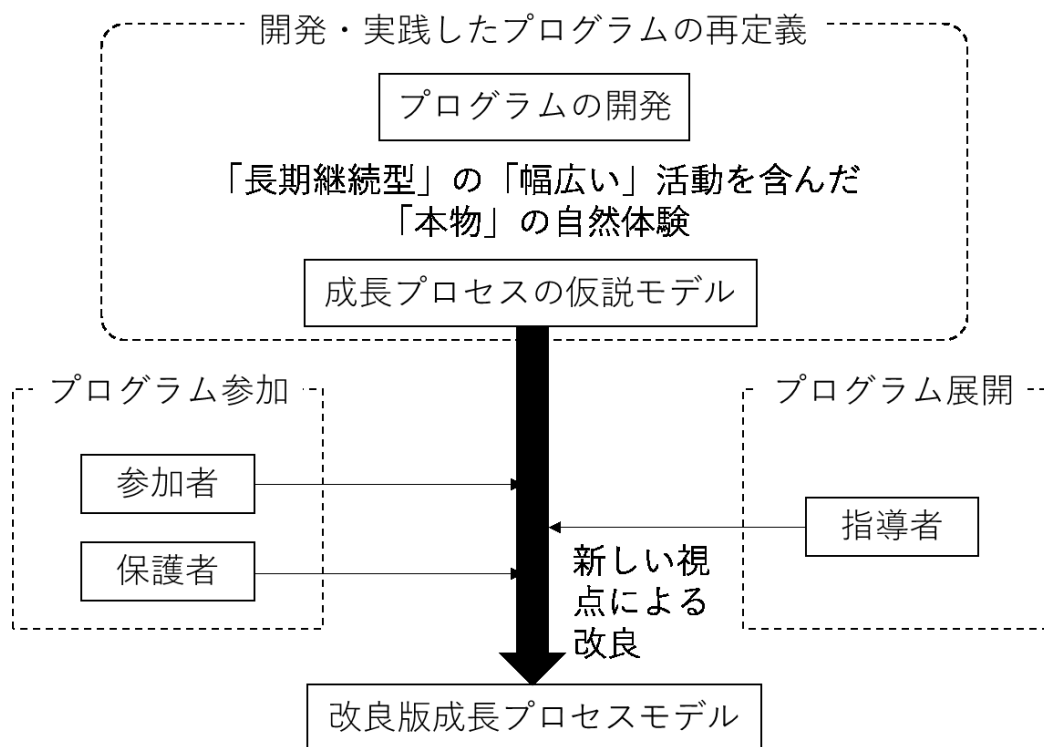 開発・実践したプログラムの再定義
プログラムの開発
「長期継続型」の「幅広い」活動を含んだ
「本物」の自然体験
成長プロセスの仮説モデル
プログラム参加
参加者
保護者
プログラム展開
指導者
新しい視
点による
改良
改良版成長プロセスモデル